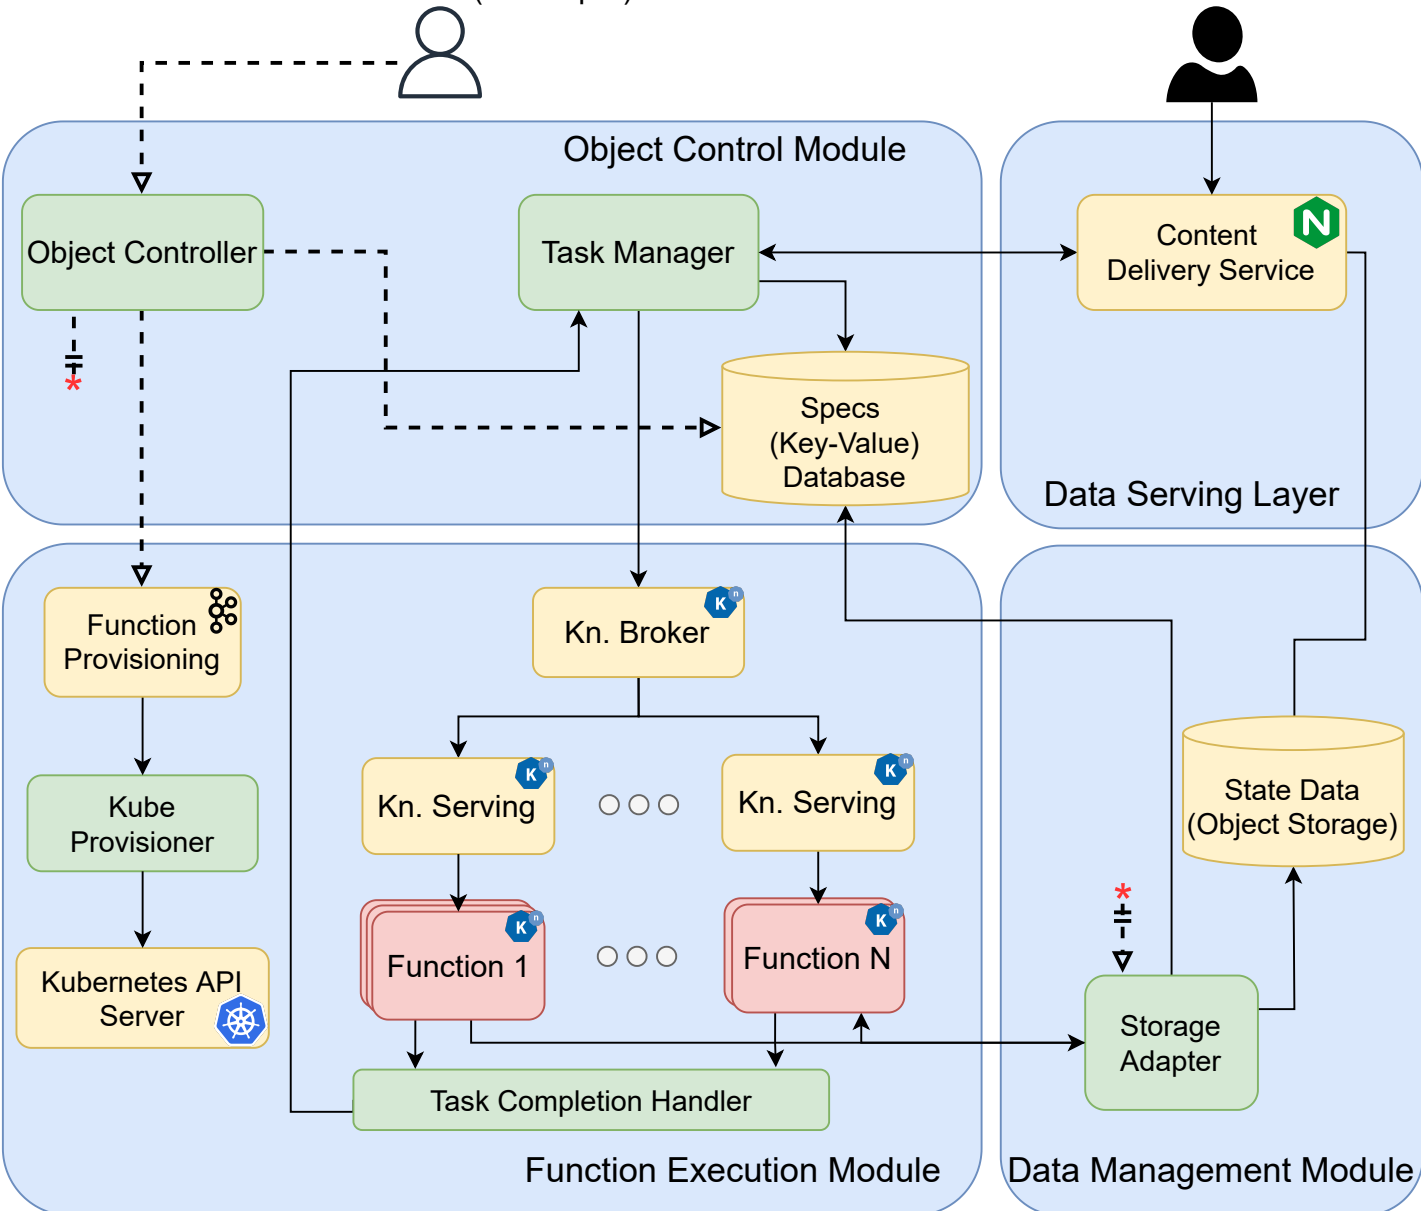 Object Control Module
Object Controller
Task Manager
Content
Delivery Service
N
*
Specs
(Key-Value)
Database
Data Serving Layer
Function
Provisioning
Kn. Broker
K
n
Kube
Provisioner
Kn. Serving
K
n
Kn. Serving
K
n
State Data
(Object Storage)
*
Kubernetes API
Server
Function 1
K
n
Function N
K
n
Storage
Adapter
Task Completion Handler
Function Execution Module
Data Management Module